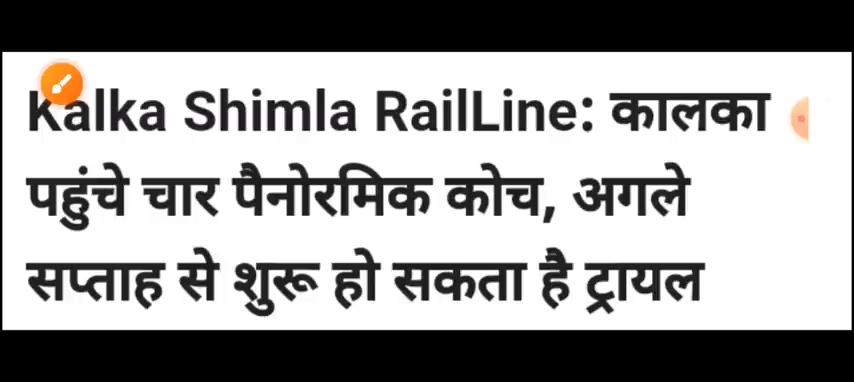 Kalka Shimla RailLine: कालका
पहुंचे चार पैनोरमिक कोच, अगले
सप्ताह से शुरू हो सकता है ट्रायल